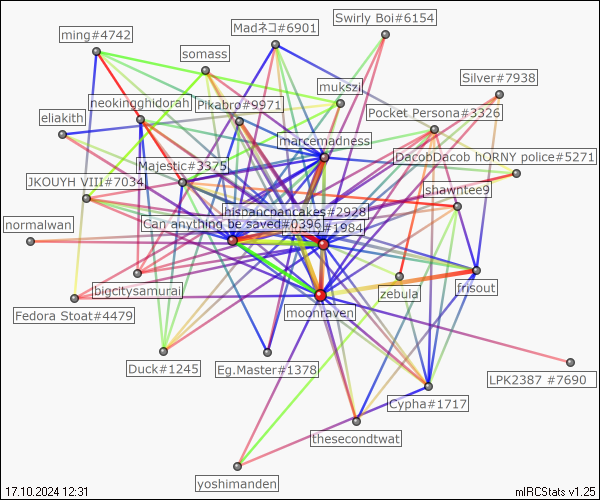 Swirly Boi#6154
Madネコ#6901
ming#4742
somass
Silver#7938
mukszi
neokingghidorah
Pikabro#9971
Pocket Persona#3326
eliakith
marcemadness
DacobDacob hORNY police#5271
Majestic#3375
JKOUYH VIII#7034
shawntee9
hispancpancakes#2928
normalwan
Can anything be saved#0396
#1984
bigcitysamurai
zebula
frisout
Fedora Stoat#4479
moonraven
Duck#1245
Eg.Master#1378
LPK2387 #7690
Cypha#1717
thesecondtwat
yoshimanden
17.10.2024 12:31
mIRCStats v1.25